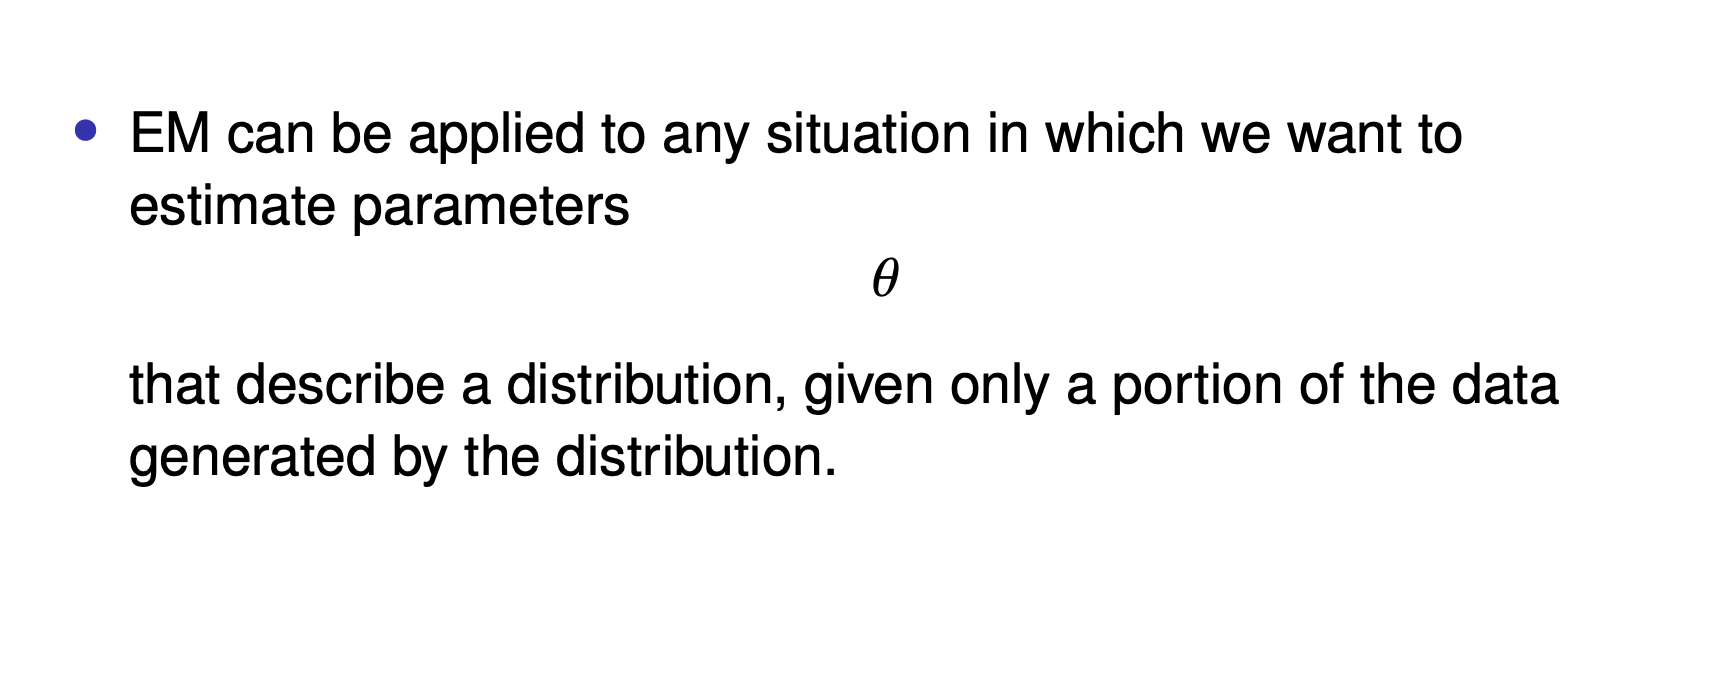 • EM can be applied to any situation in which we want to
estimate parameters
θ
that describe a distribution, given only a portion of the data
generated by the distribution.